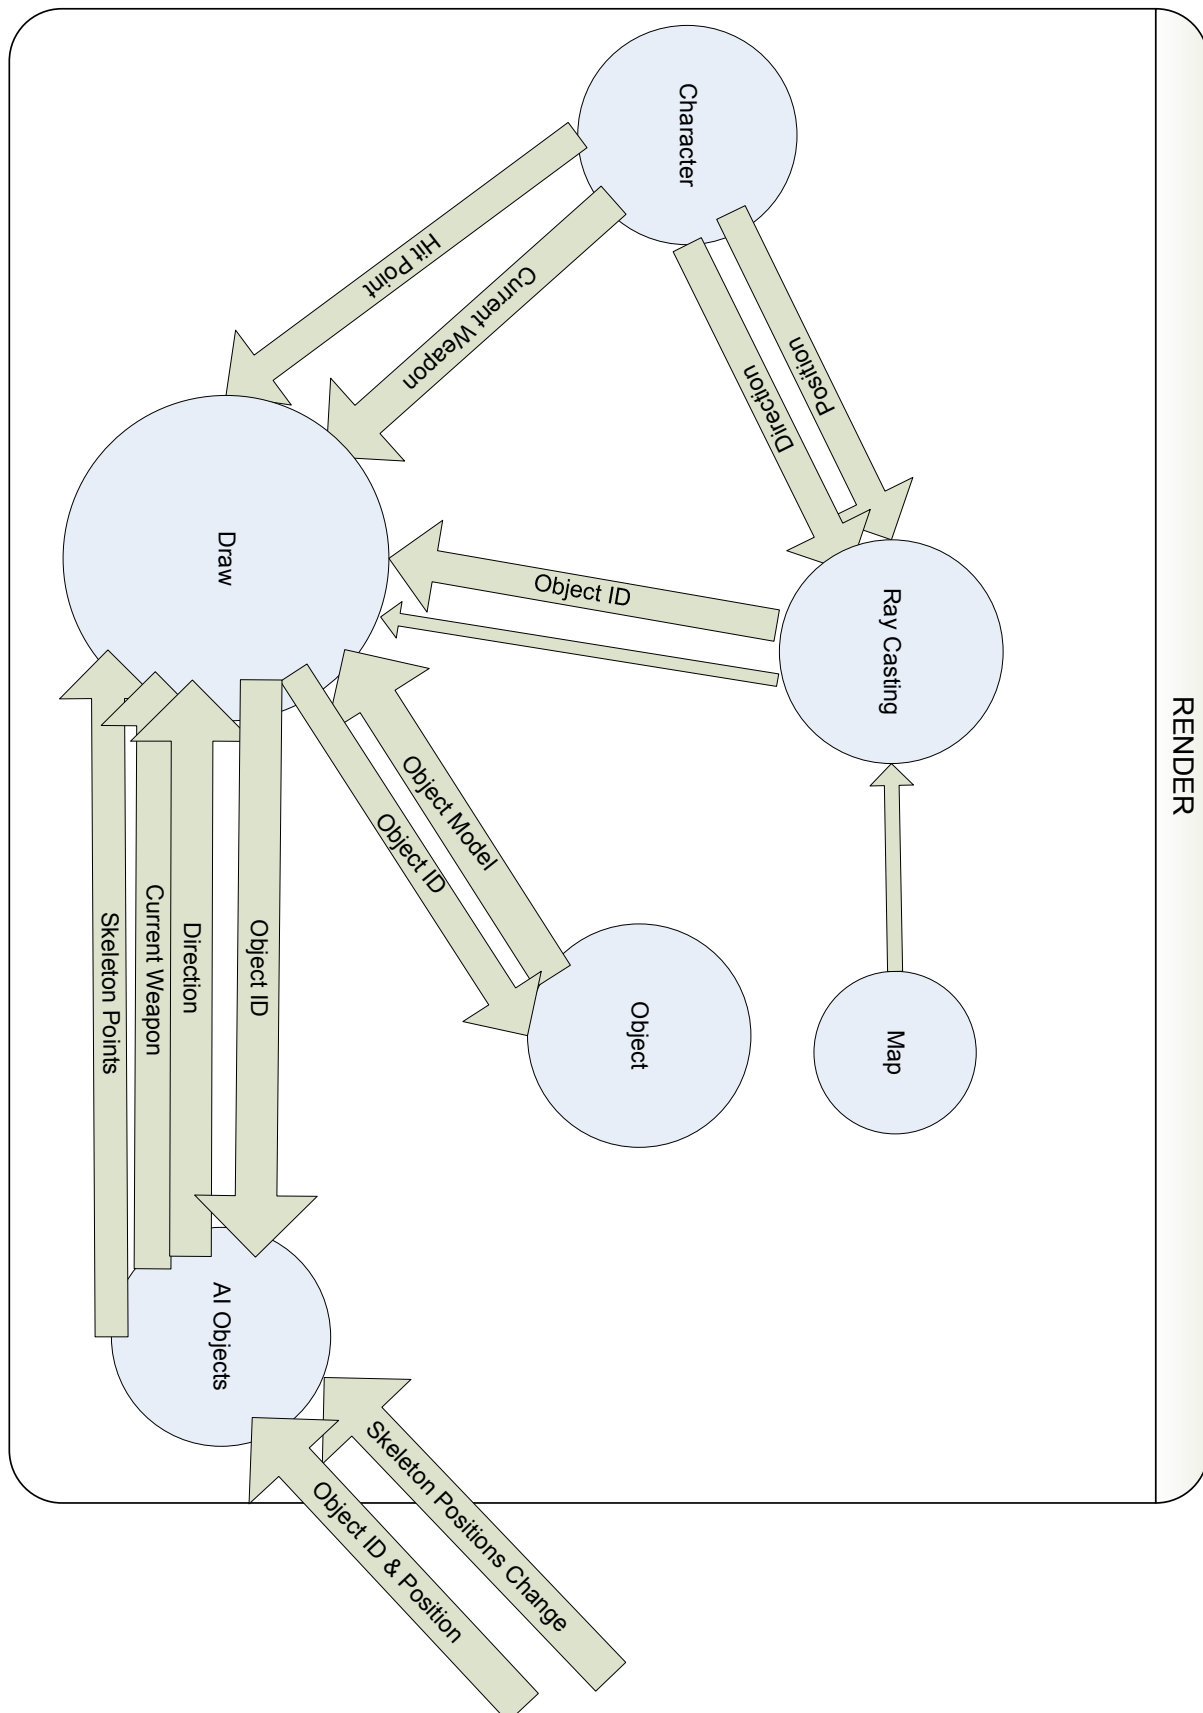 RENDER
Character
Position
Direction
Hit Point
Current Weapon
Ray Casting
Map
Object ID
Draw
Object Model
Object ID
Object
Object ID
Direction
Current Weapon
Skeleton Points
AI Objects
Skeleton Positions Change
Object ID & Position